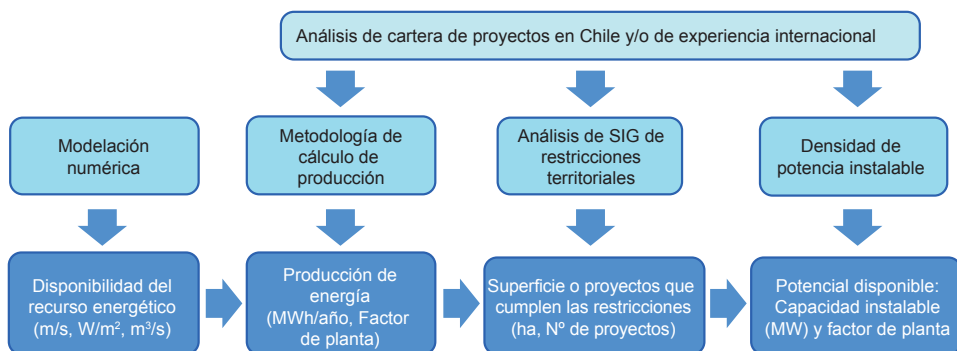 Análisis de cartera de proyectos en Chile y/o de experiencia internacional
Modelación
numérica
Metodología de
cálculo de
producción
Análisis de SIG de
restricciones
territoriales
Densidad de
potencia instalable
Disponibilidad del
recurso energético
(m/s, W/m², m³/s)
Producción de
energía
(MWh/año, Factor
de planta)
Superficie o proyectos que
cumplen las restricciones
(ha, Nº de proyectos)
Potencial disponible:
Capacidad instalable
(MW) y factor de planta